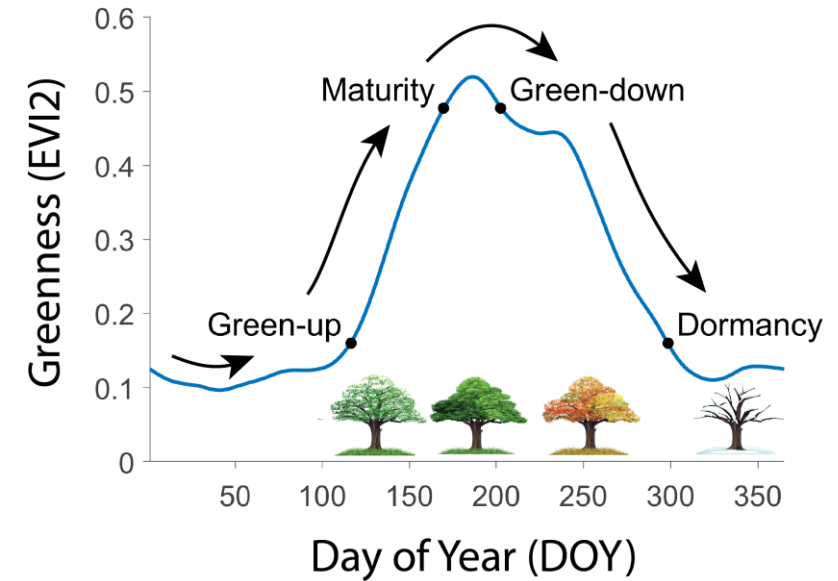 Greenness (EVI2)
0.6
0.5
0.4
0.3
0.2
0.1
0
Maturity
Green-down
Green-up
Dormancy
50 100 150 200 250 300 350
Day of Year (DOY)